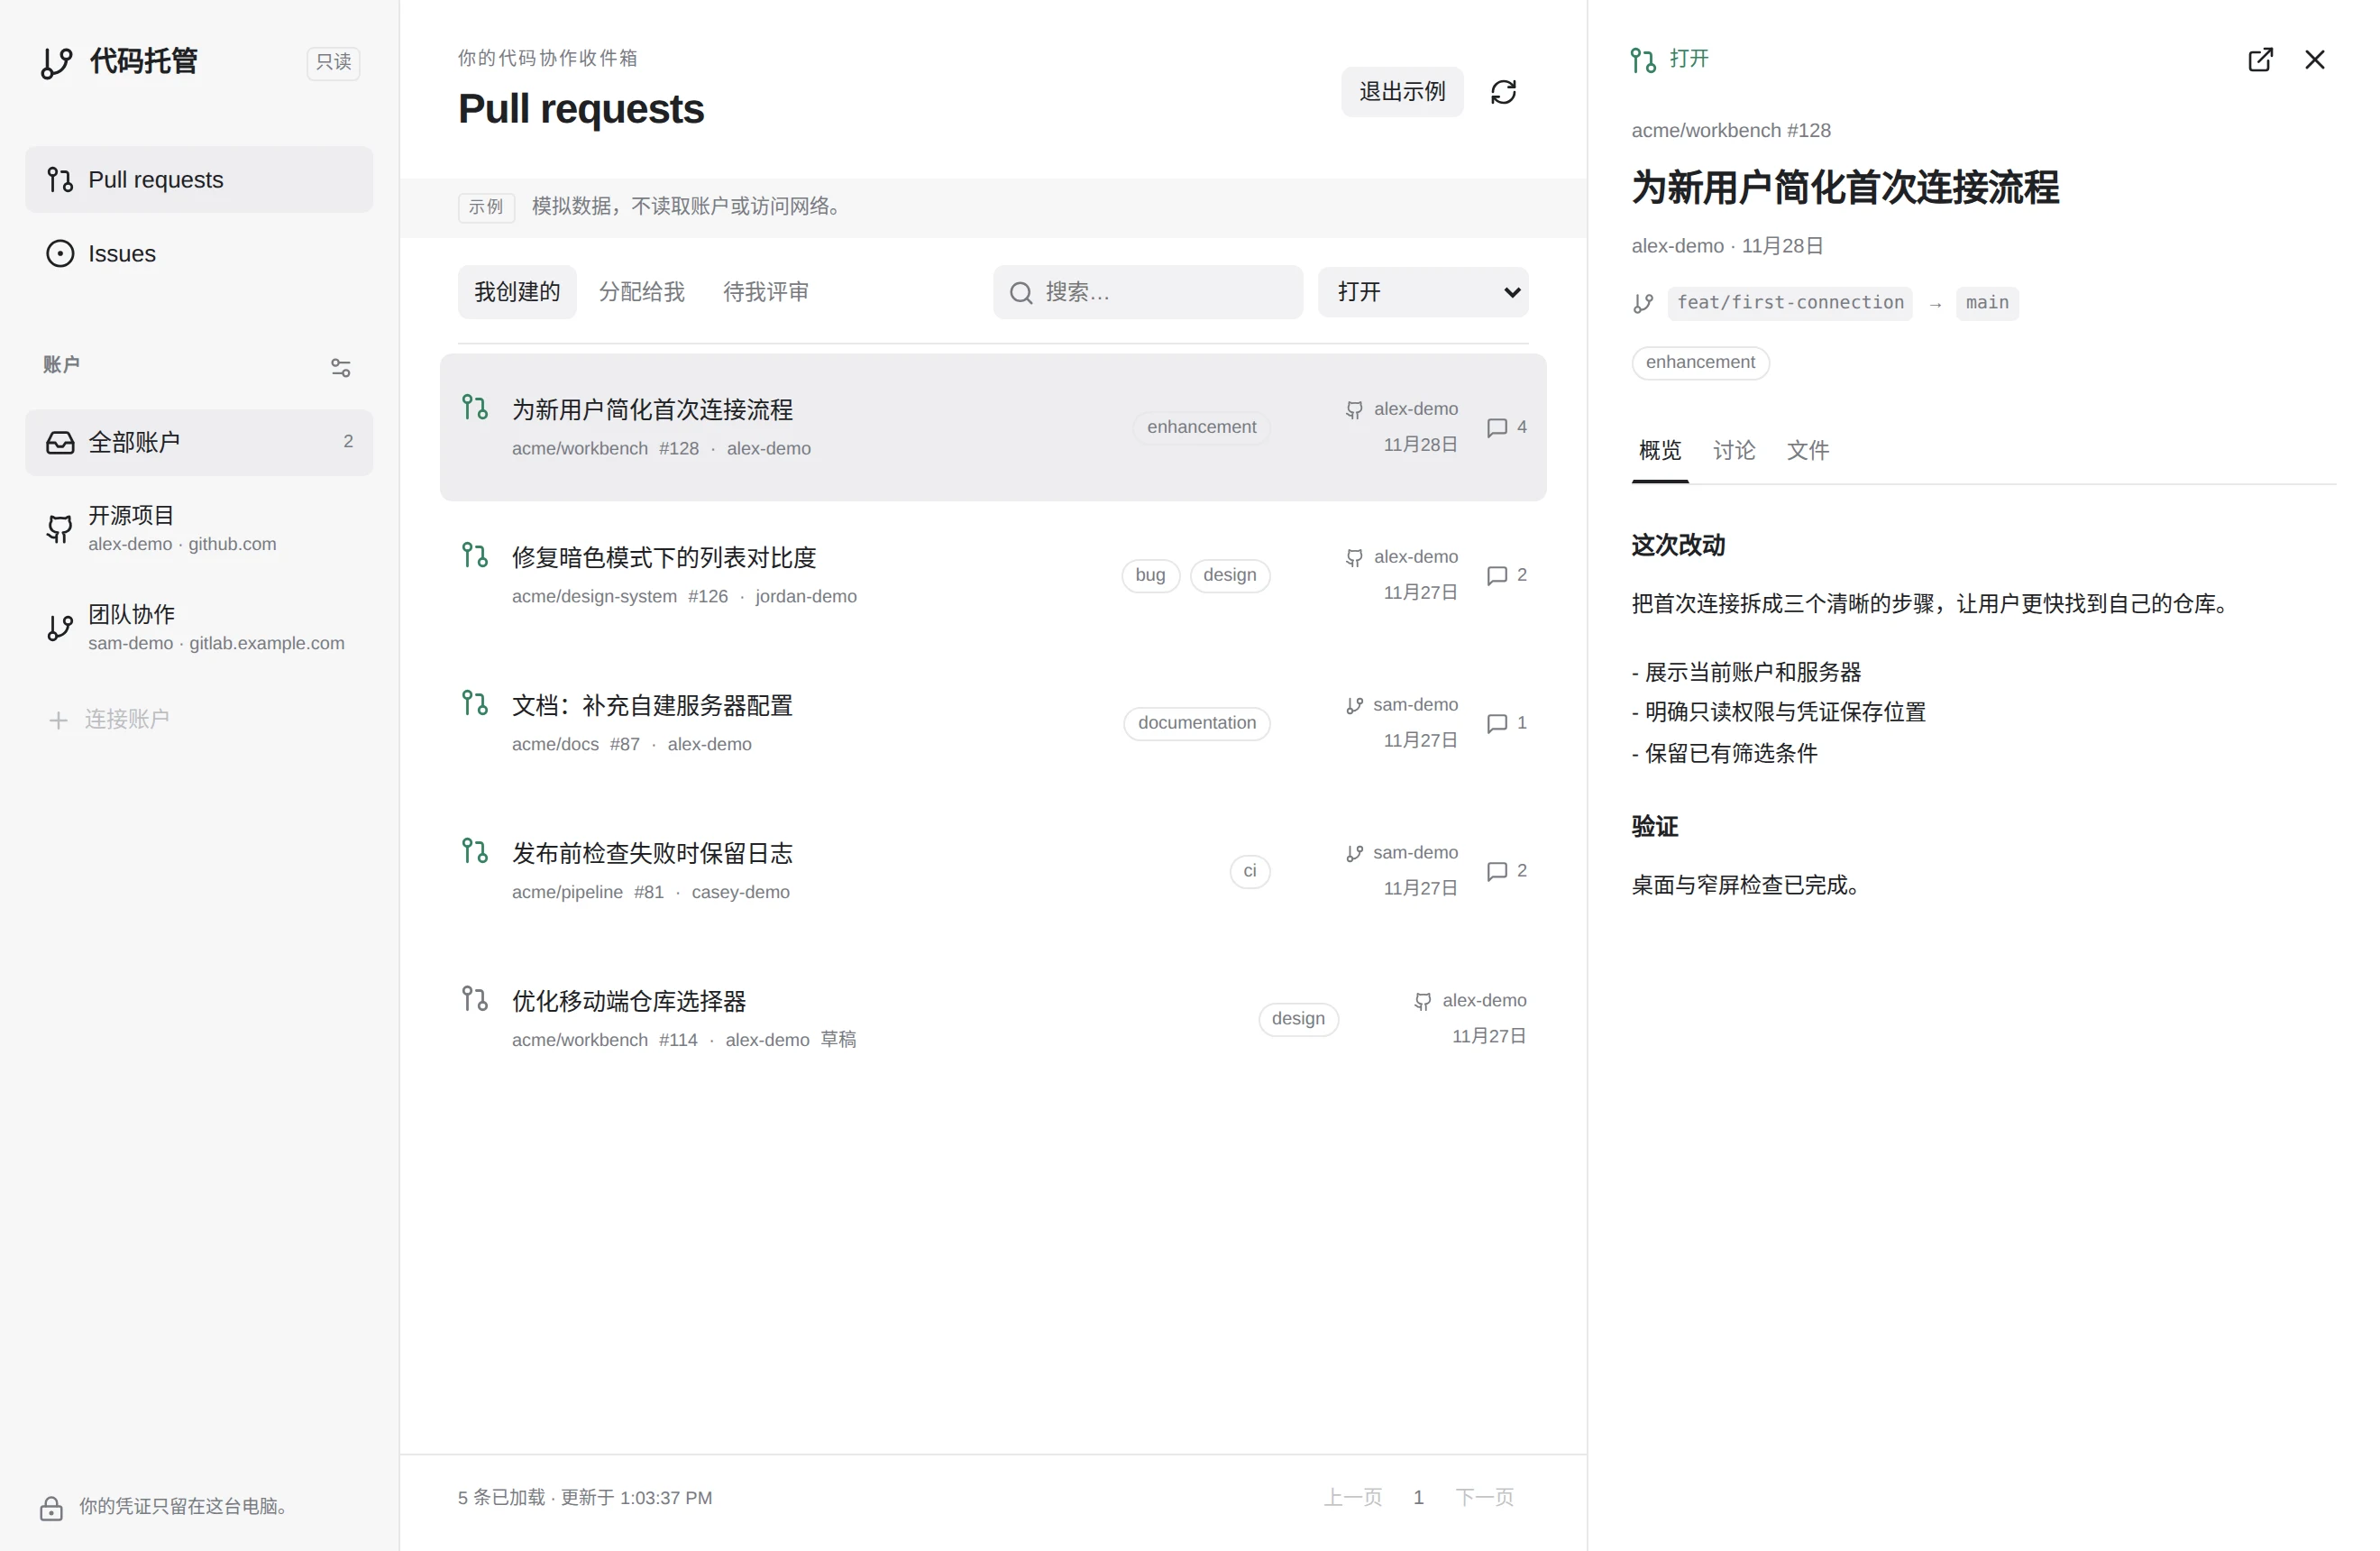 代码托管
只读
Pull requests
Issues
账户
全部账户 2
开源项目
alex-demo · github.com
团队协作
sam-demo · gitlab.example.com
连接账户
你的凭证只留在这台电脑。
你的代码协作收件箱
Pull requests
退出示例
示例 模拟数据，不读取账户或访问网络。
我创建的 分配给我 待我评审 搜索… 打开
为新用户简化首次连接流程
acme/workbench #128 · alex-demo
enhancement
alex-demo
11月28日
4
修复暗色模式下的列表对比度
acme/design-system #126 · jordan-demo
bug design
alex-demo
11月27日
2
文档：补充自建服务器配置
acme/docs #87 · alex-demo
documentation
sam-demo
11月27日
1
发布前检查失败时保留日志
acme/pipeline #81 · casey-demo
ci
sam-demo
11月27日
2
优化移动端仓库选择器
acme/workbench #114 · alex-demo 草稿
design
alex-demo
11月27日
5 条已加载 · 更新于 1:03:37 PM
上一页 1 下一页
打开
acme/workbench #128
为新用户简化首次连接流程
alex-demo · 11月28日
feat/first-connection → main
enhancement
概览 讨论 文件
这次改动
把首次连接拆成三个清晰的步骤，让用户更快找到自己的仓库。
- 展示当前账户和服务器
- 明确只读权限与凭证保存位置
- 保留已有筛选条件
验证
桌面与窄屏检查已完成。